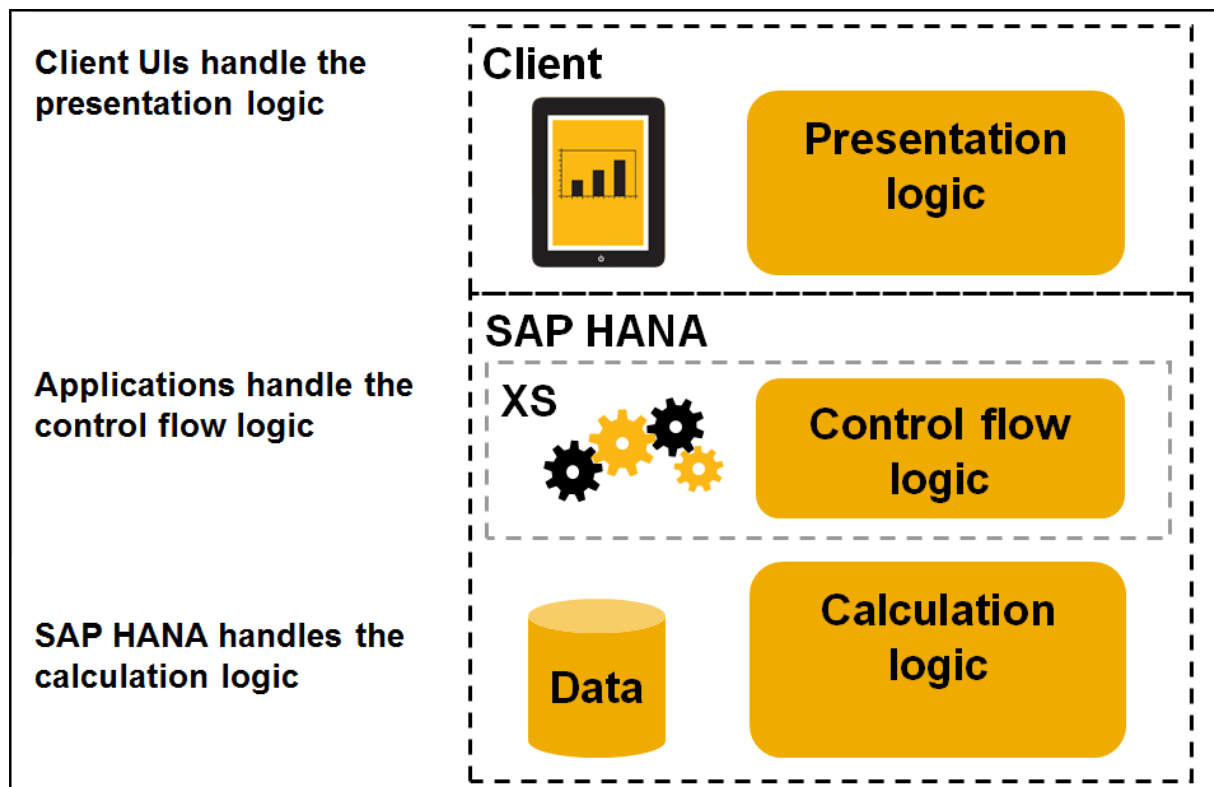 Client UIs handle the
presentation logic
Client
Presentation
logic
SAP HANA
Applications handle the
control flow logic
XS
Control flow
logic
SAP HANA handles the
calculation logic
Data
Calculation
logic